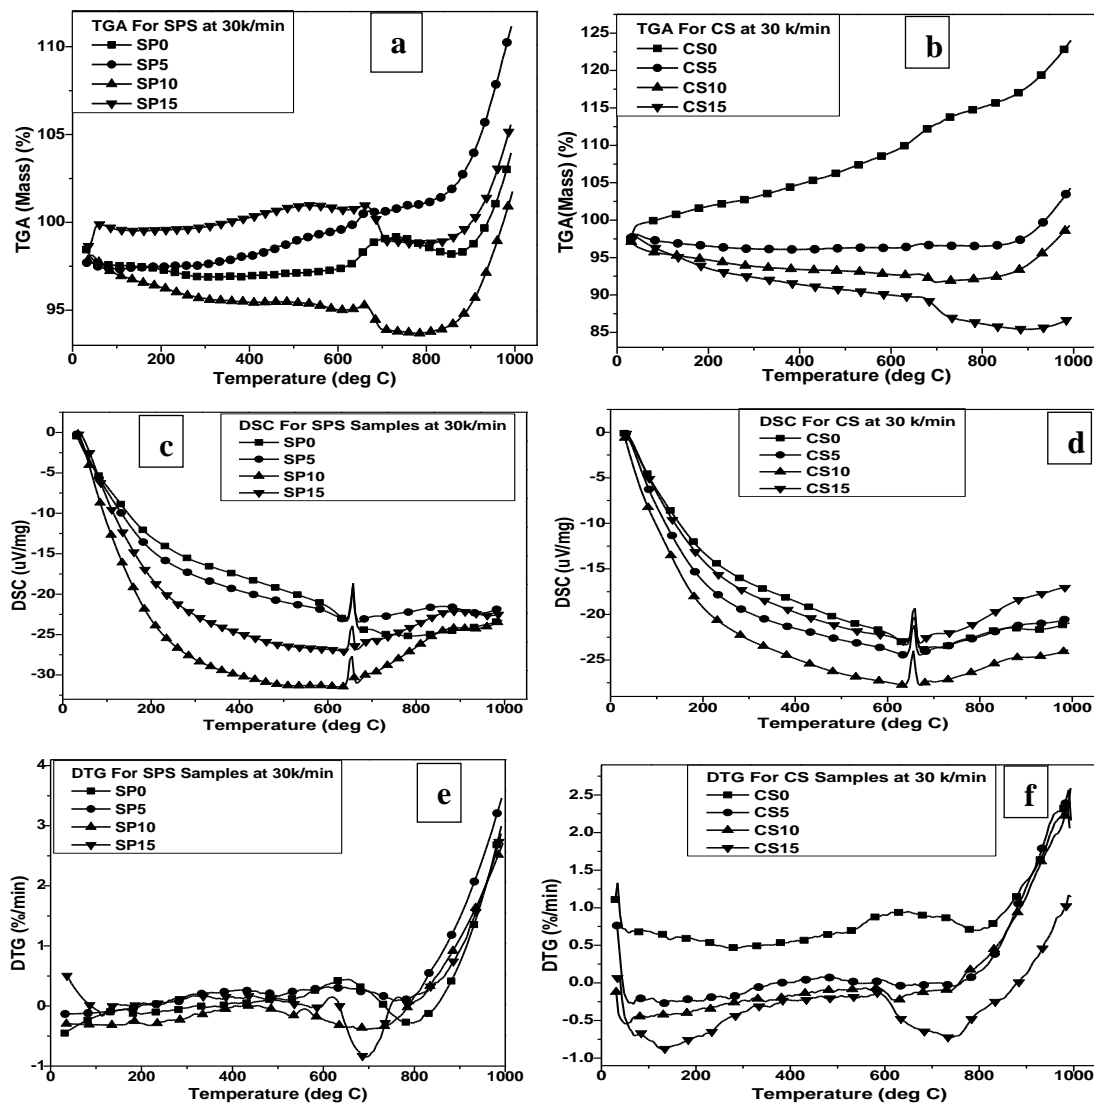 TGA For SPS at 30k/min
SP0
SP5
SP10
SP15
a
110
105
100
95
TGA (Mass) (%)
0 200 400 600 800 1000
Temperature (deg C)
TGA For CS at 30 k/min
CS0
CS5
CS10
CS15
b
125
120
115
110
105
100
95
90
85
TGA(Mass) (%)
0 200 400 600 800 1000
Temperature (deg C)
DSC For SPS Samples at 30k/min
SP0
SP5
SP10
SP15
c
0
-5
-10
-15
-20
-25
-30
DSC (uV/mg)
0 200 400 600 800 1000
Temperature (deg C)
DSC For CS at 30 k/min
CS0
CS5
CS10
CS15
d
0
-5
-10
-15
-20
-25
DSC (uV/mg)
0 200 400 600 800 1000
Temperature (deg C)
DTG For SPS Samples at 30k/min
SP0
SP5
SP10
SP15
e
4
3
2
1
0
-1
DTG (%/min)
0 200 400 600 800 1000
Temperature (deg C)
DTG For CS Samples at 30 k/min
CS0
CS5
CS10
CS15
f
2.5
2.0
1.5
1.0
0.5
0.0
-0.5
-1.0
DTG (%/min)
0 200 400 600 800 1000
Temperature (deg C)